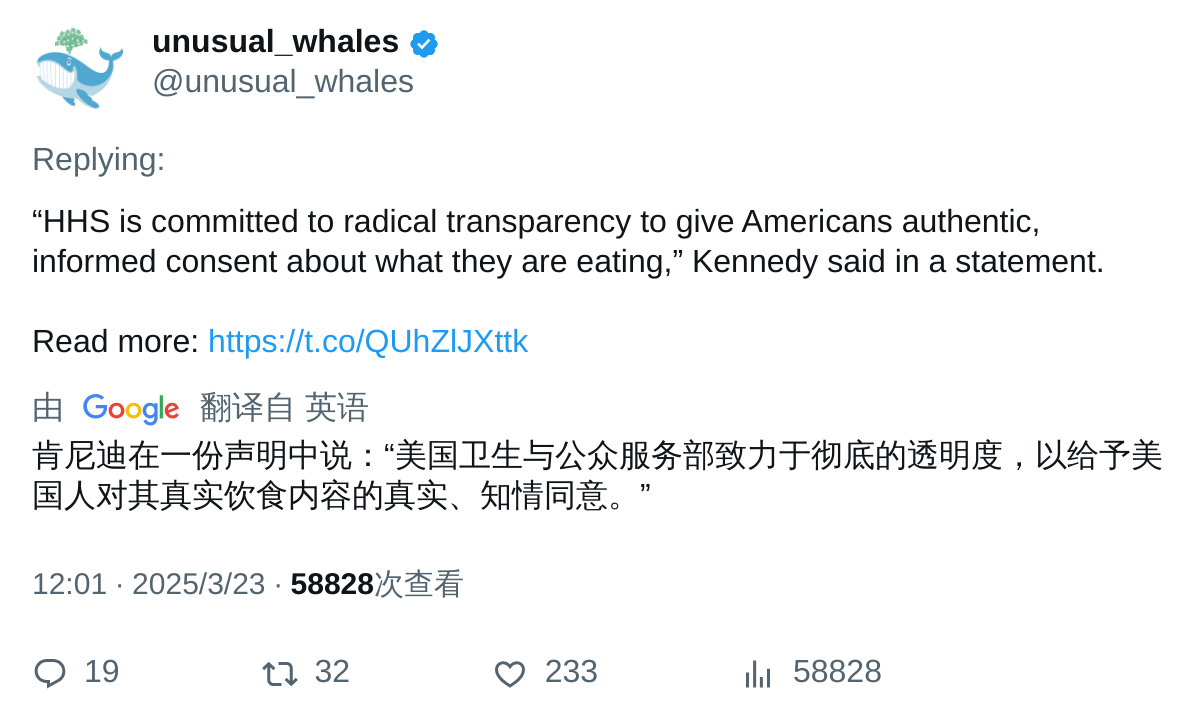 unusual_whales
@unusual_whales
Replying:
“HHS is committed to radical transparency to give Americans authentic,
informed consent about what they are eating,” Kennedy said in a statement.
Read more: https://t.co/QUhZlJXttk
由 Google 翻译自 英语
肯尼迪在一份声明中说：“美国卫生与公众服务部致力于彻底的透明度，以给予美
国人对其真实饮食内容的真实、知情同意。”
12:01 · 2025/3/23 · 58828次查看
19 32 233 58828